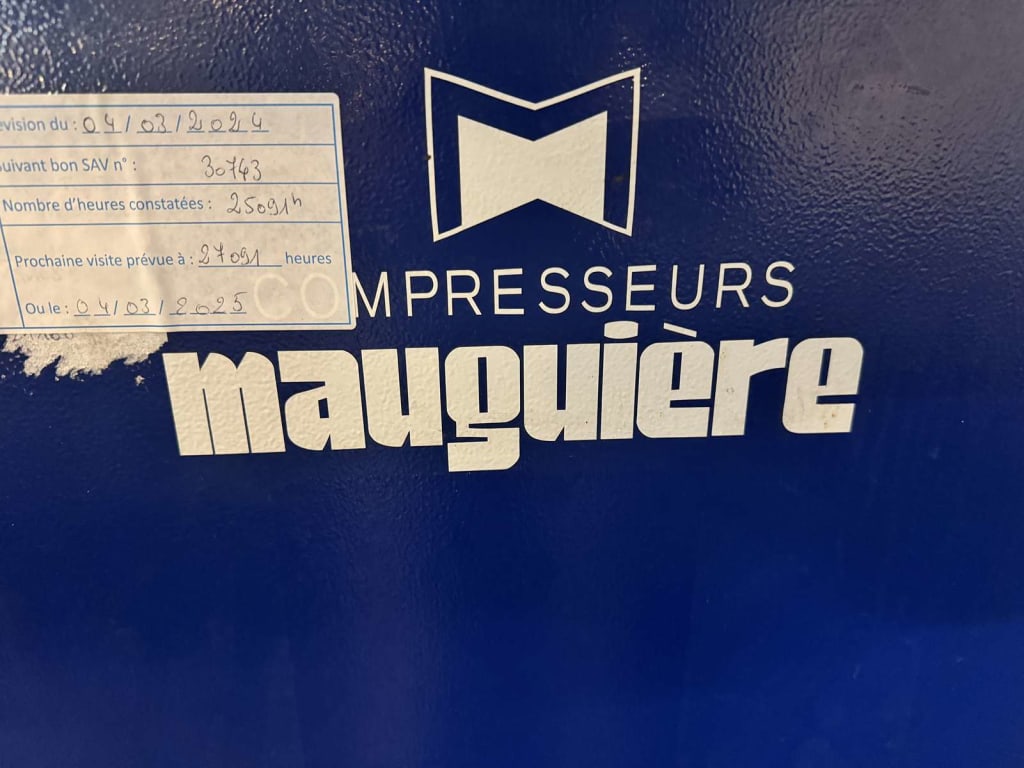 evision du : 04/03/2024
uivant bon SAV n° : 30743
Nombre d'heures constatées : 25091h
Prochaine visite prévue à : 27091 heures
Ou le : 04/03/2025
COMPRESSEURS
mauguière